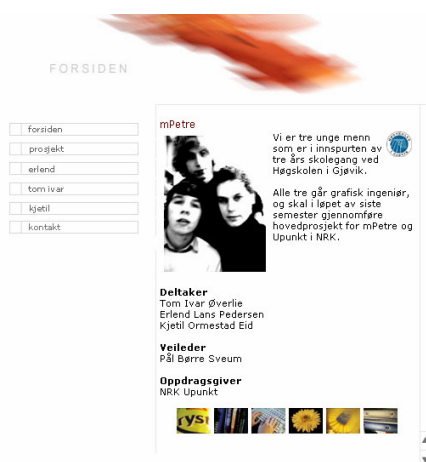 FORSIDEN
forsiden
prosjekt
erlend
tom ivar
kjetil
kontakt
mPetre
Vi er tre unge menn
som er i innspurten av
tre års skolegang ved
Høgskolen i Gjøvik.
Alle tre går grafisk ingeniør,
og skal i løpet av siste
semester gjennomføre
hovedprosjekt for mPetre og
Upunkt i NRK.
Deltaker
Tom Ivar Øverlie
Erlend Lans Pedersen
Kjetil Ormestad Eid
Veileder
Pål Børre Sveum
Oppdragsgiver
NRK Upunkt
rys